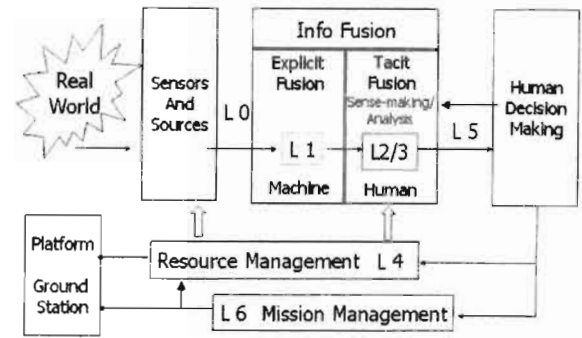 Info Fusion
Real
World
Sensors
And
Sources
L 0
Explicit
Fusion
L 1
Machine
Tacit
Fusion
Sense-making/
Analysis
L2/3
Human
L 5
Human
Decision
Making
Platform
Ground
Station
Resource Management L 4
L 6 Mission Management